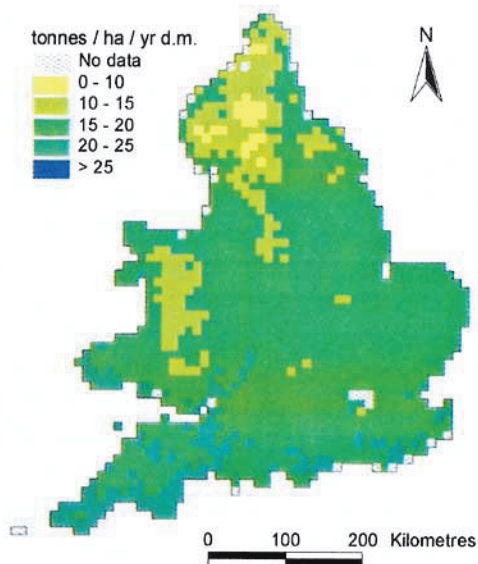 tonnes / ha / yr d.m.
No data
0 - 10
10 - 15
15 - 20
20 - 25
> 25
N
0 100 200 Kilometres